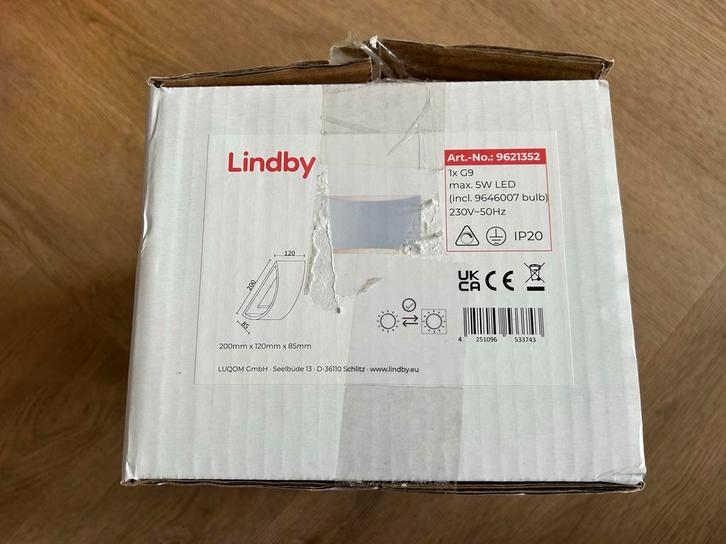 Lindby
Art.-No.: 9621352
1x G9
max. 5W LED
(incl. 9646007 bulb)
230V~50Hz
IP20
120
200
85
UK
CA CE
200mm x 120mm x 85mm
4 251096 533743
LUQOM GmbH · Seelbüde 13 · D-36110 Schlitz · www.lindby.eu